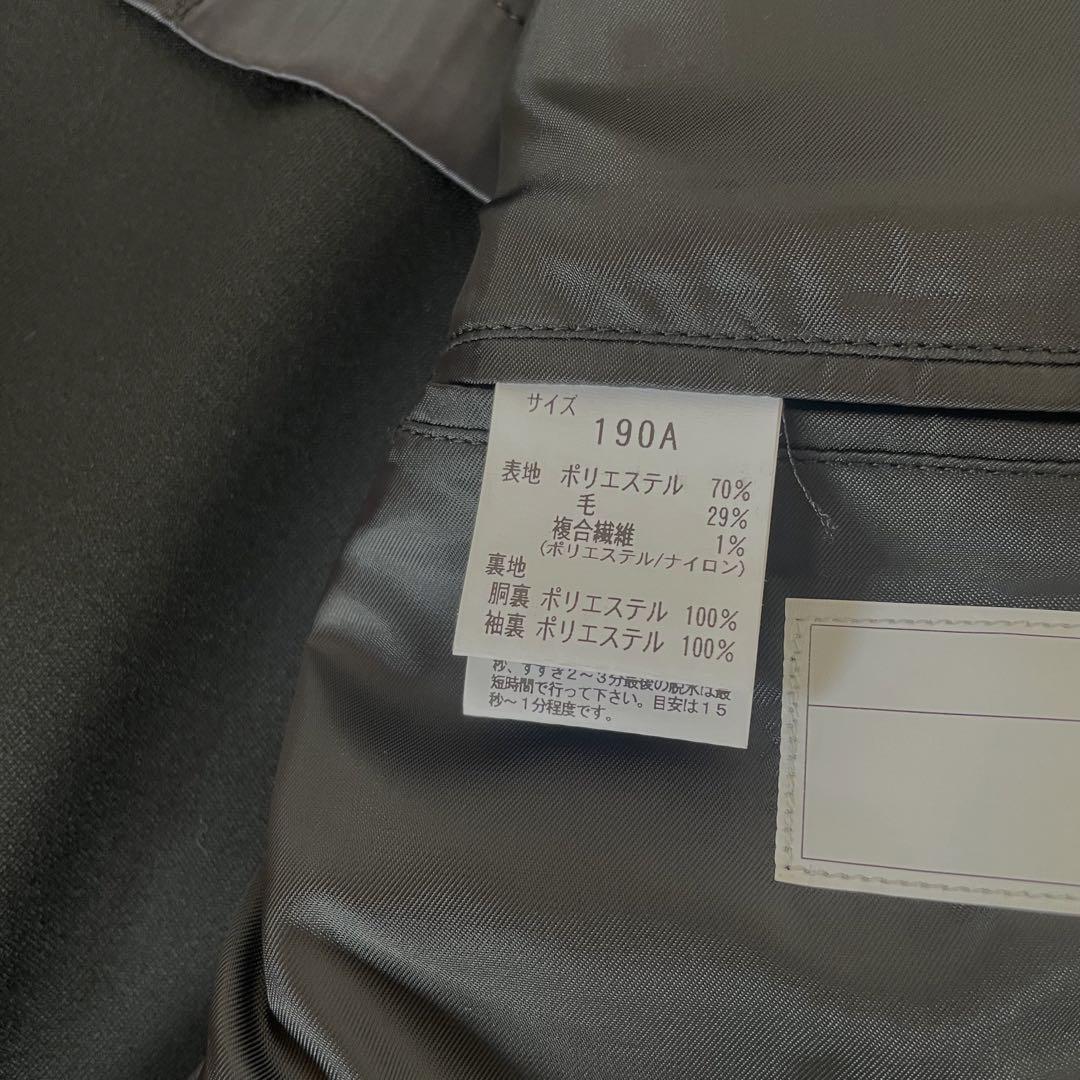 サイズ
190A
表地 ポリエステル 70%
毛 29%
複合繊維 1%
(ポリエステル/ナイロン)
裏地
胴裏 ポリエステル 100%
袖裏 ポリエステル 100%
秒、すすぎ2～3分最後の脱水は最
短時間で行って下さい。目安は15
秒～1分程度です。